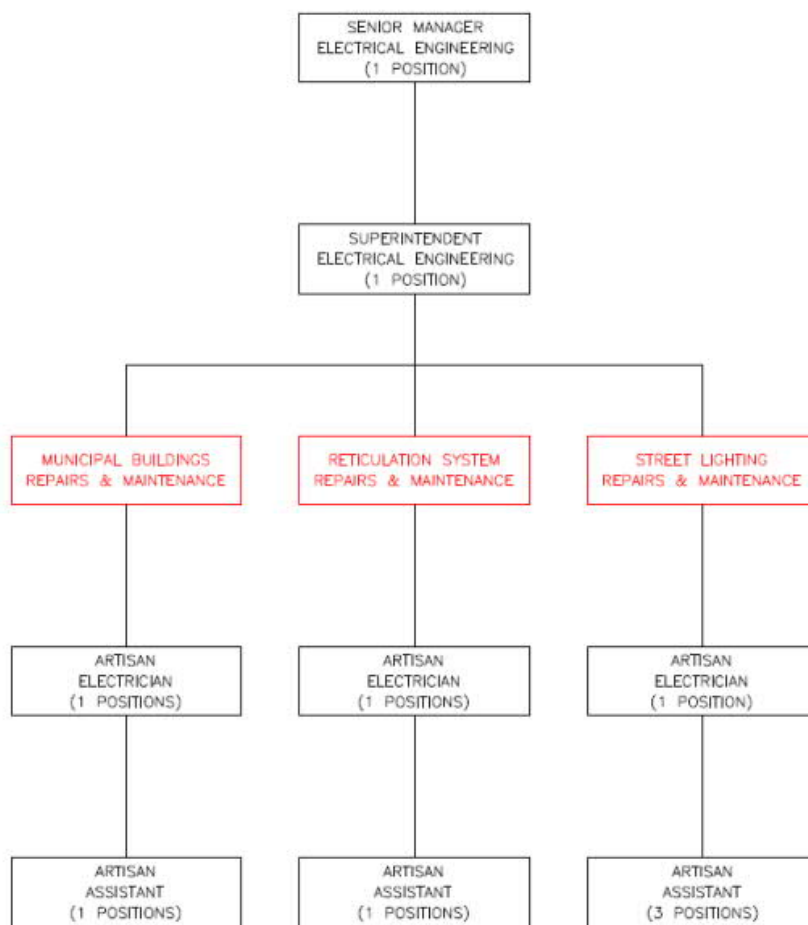 SENIOR MANAGER
ELECTRICAL ENGINEERING
(1 POSITION)
SUPERINTENDENT
ELECTRICAL ENGINEERING
(1 POSITION)
MUNICIPAL BUILDINGS
REPAIRS & MAINTENANCE
RETICULATION SYSTEM
REPAIRS & MAINTENANCE
STREET LIGHTING
REPAIRS & MAINTENANCE
ARTISAN
ELECTRICIAN
(1 POSITIONS)
ARTISAN
ELECTRICIAN
(1 POSITIONS)
ARTISAN
ELECTRICIAN
(1 POSITION)
ARTISAN
ASSISTANT
(1 POSITIONS)
ARTISAN
ASSISTANT
(1 POSITIONS)
ARTISAN
ASSISTANT
(3 POSITIONS)